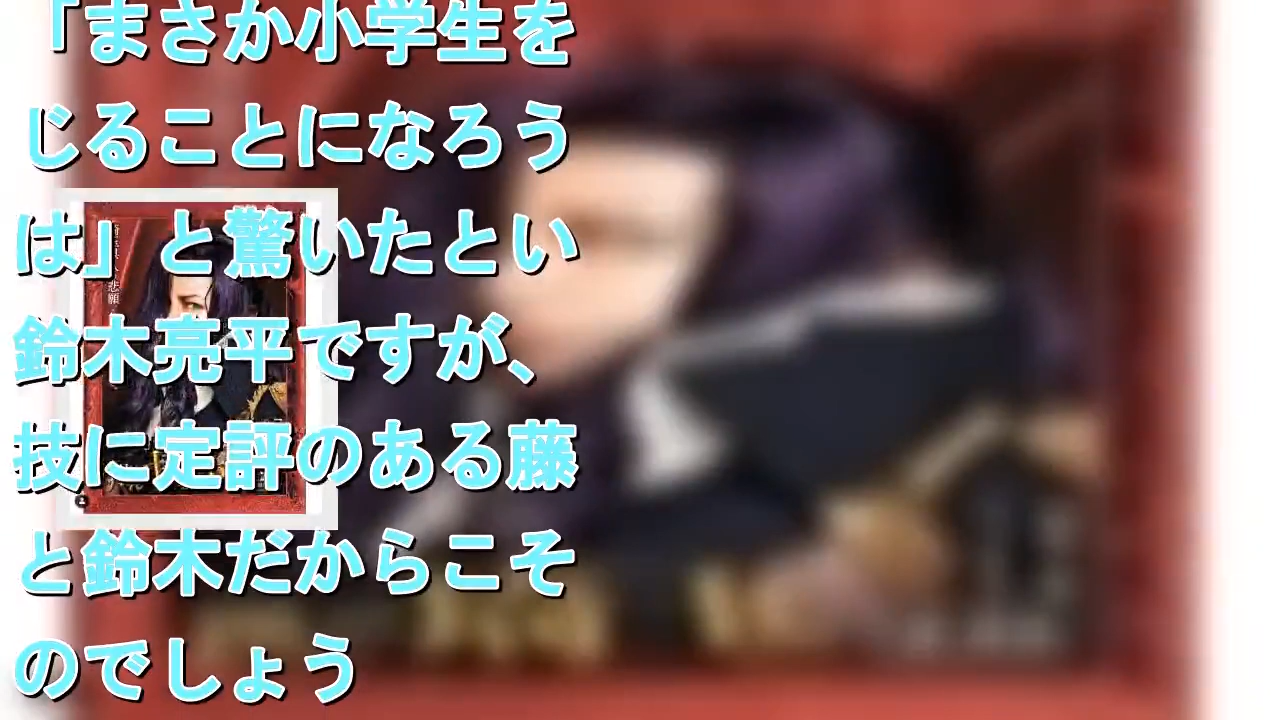 「まさか小学生を
じることになろう
は」と驚いたとい
鈴木亮平ですが、
技に定評のある藤
と鈴木だからこそ
のでしょう
悲願